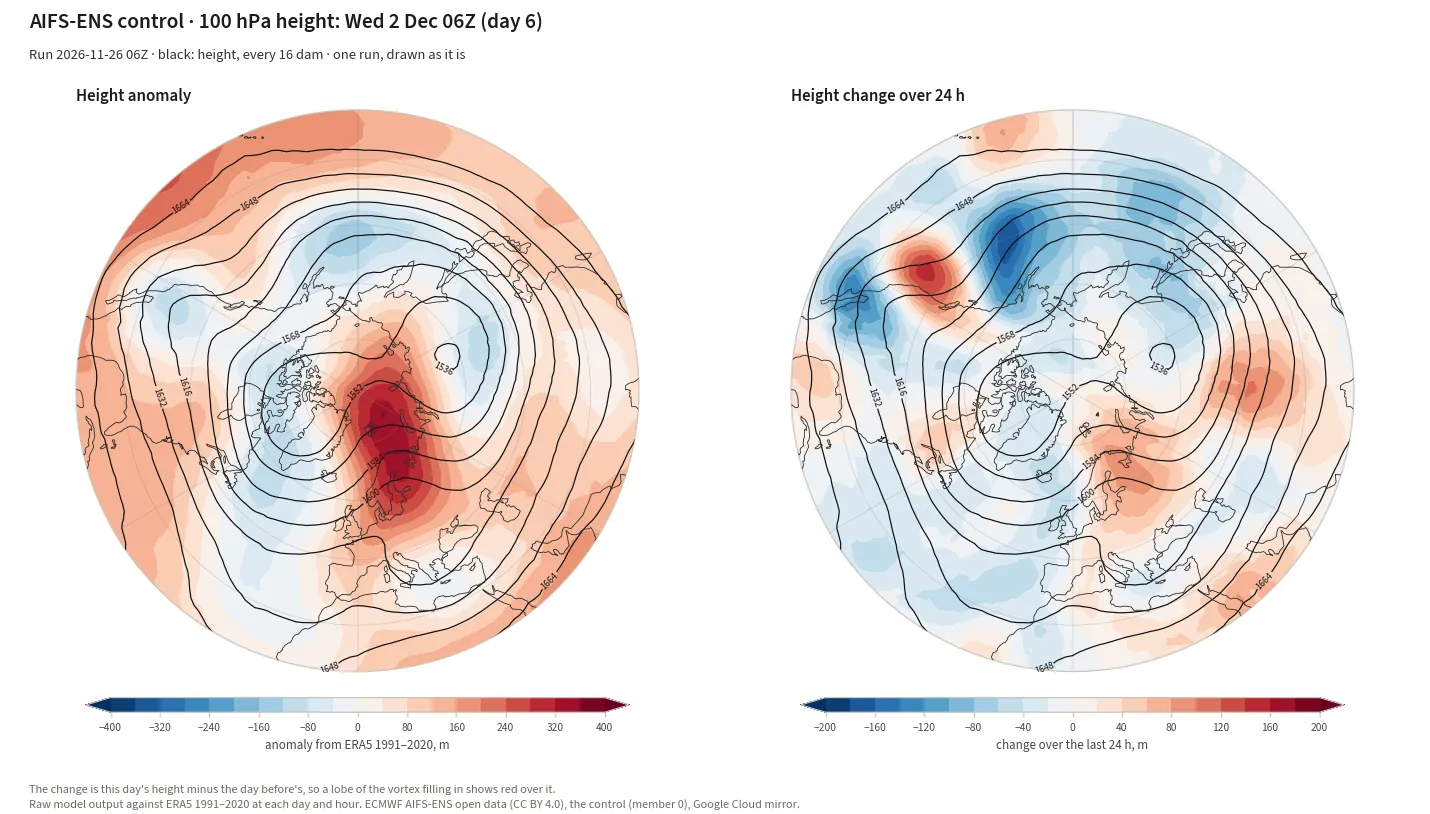 AIFS-ENS control · 100 hPa height: Wed 2 Dec 06Z (day 6)
Run 2026-11-26 06Z · black: height, every 16 dam · one run, drawn as it is
Height anomaly
Height change over 24 h
1664
1648
1568
1536
1552
1632
1616
1584
1600
1664
1648
1664
1648
1568
1536
1552
1632
1616
1584
1600
1664
1648
−400 −320 −240 −160 −80 0 80 160 240 320 400
anomaly from ERA5 1991–2020, m
−200 −160 −120 −80 −40 0 40 80 120 160 200
change over the last 24 h, m
The change is this day's height minus the day before's, so a lobe of the vortex filling in shows red over it.
Raw model output against ERA5 1991–2020 at each day and hour. ECMWF AIFS-ENS open data (CC BY 4.0), the control (member 0), Google Cloud mirror.